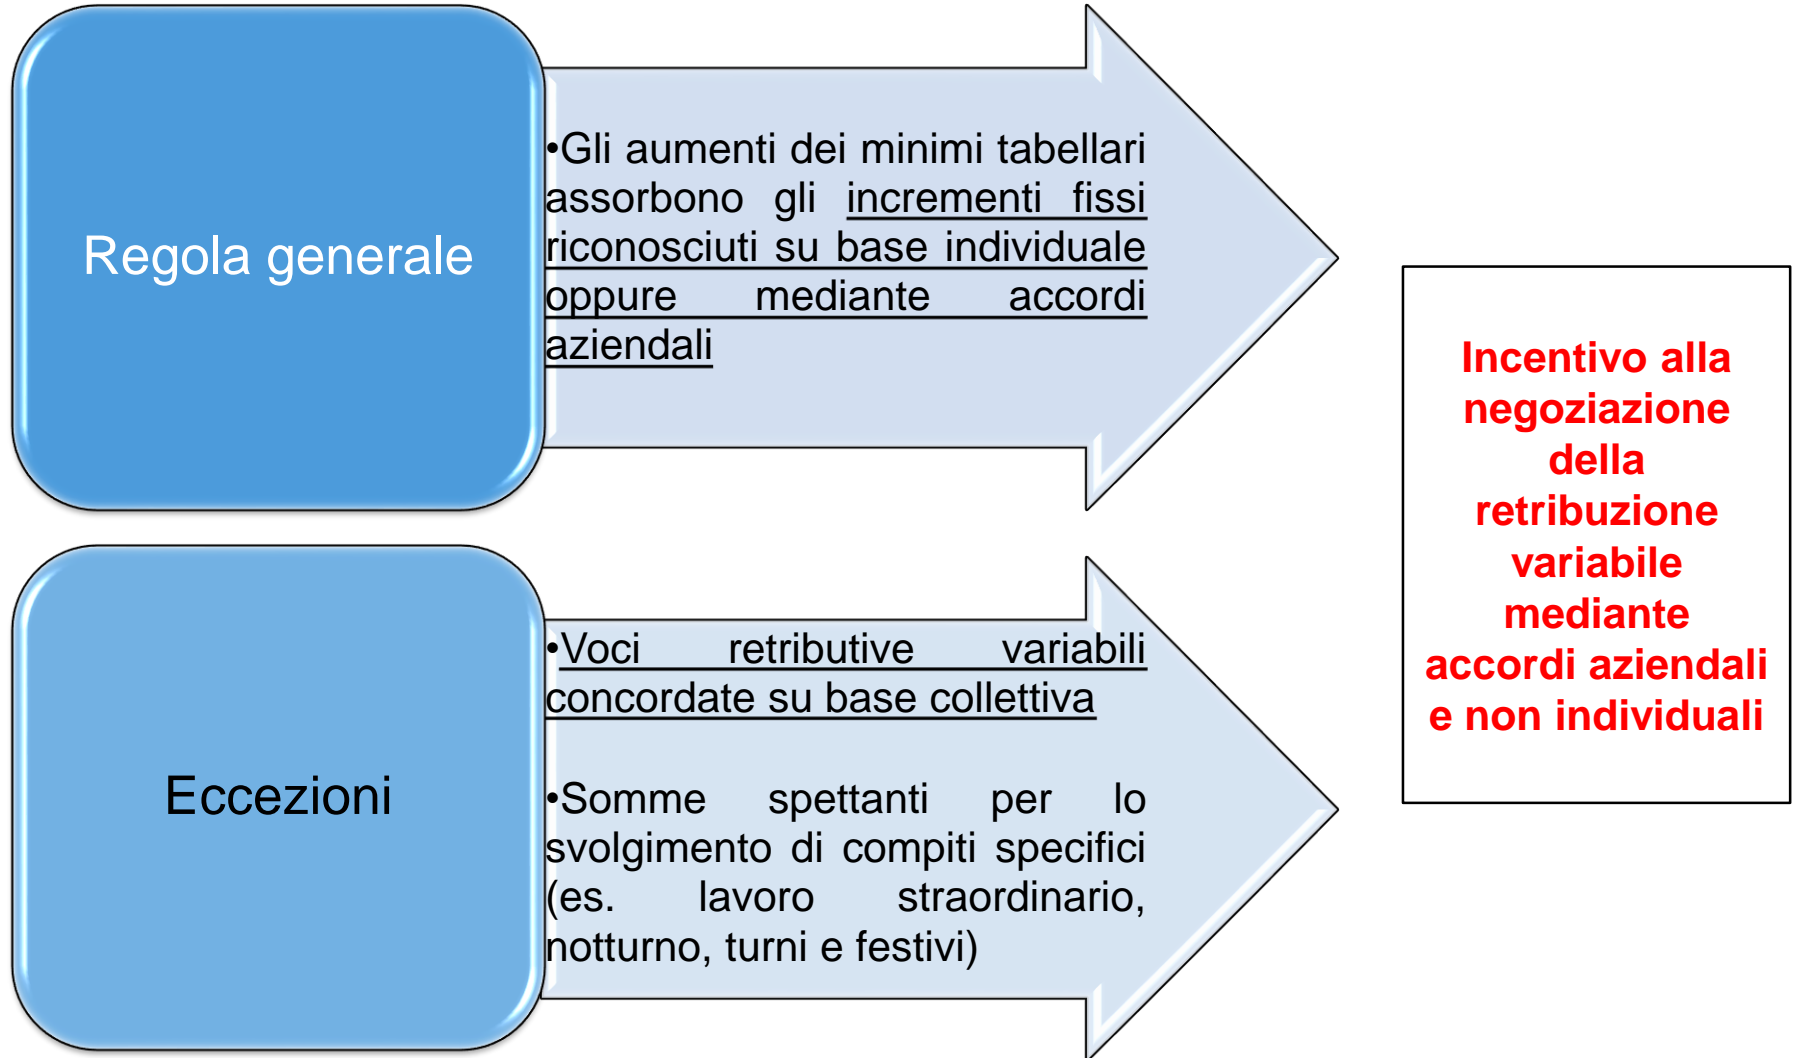 Regola generale
•Gli aumenti dei minimi tabellari
assorbono gli incrementi fissi
riconosciuti su base individuale
oppure mediante accordi
aziendali
Eccezioni
•Voci retributive variabili
concordate su base collettiva
•Somme spettanti per lo
svolgimento di compiti specifici
(es. lavoro straordinario,
notturno, turni e festivi)
Incentivo alla
negoziazione
della
retribuzione
variabile
mediante
accordi aziendali
e non individuali